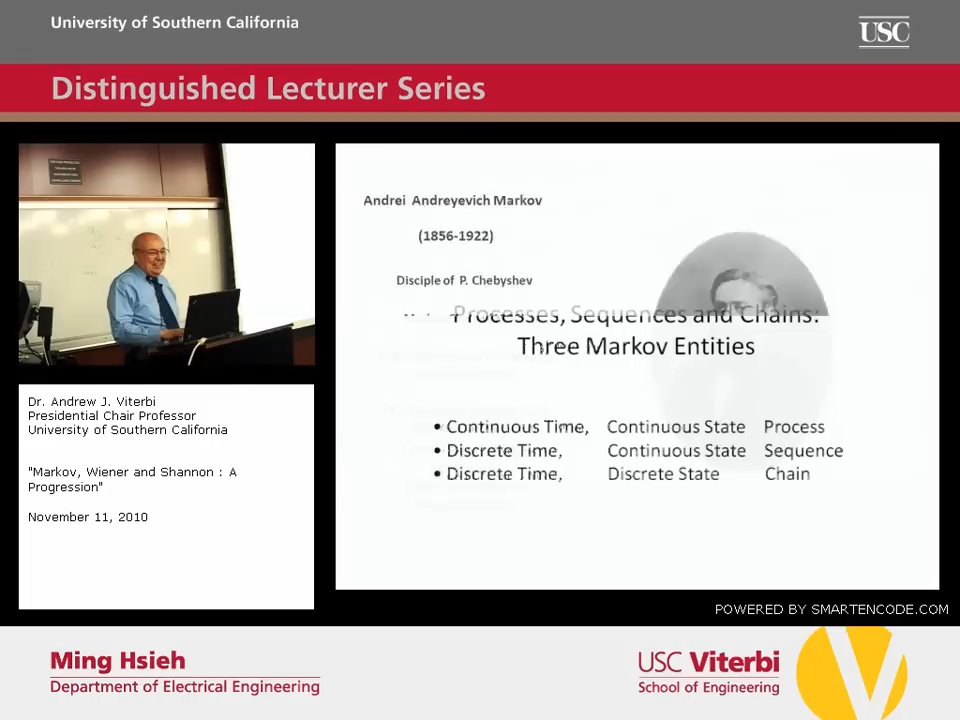 University of Southern California
USC
Distinguished Lecturer Series
Andrei Andreyevich Markov
(1856-1922)
Disciple of P. Chebyshev
Processes, Sequences and Chains:
Three Markov Entities
• Continuous Time, Continuous State Process
• Discrete Time, Continuous State Sequence
• Discrete Time, Discrete State Chain
Dr. Andrew J. Viterbi
Presidential Chair Professor
University of Southern California
"Markov, Wiener and Shannon : A
Progression"
November 11, 2010
POWERED BY SMARTENCODE.COM
Ming Hsieh
Department of Electrical Engineering
USC Viterbi
School of Engineering